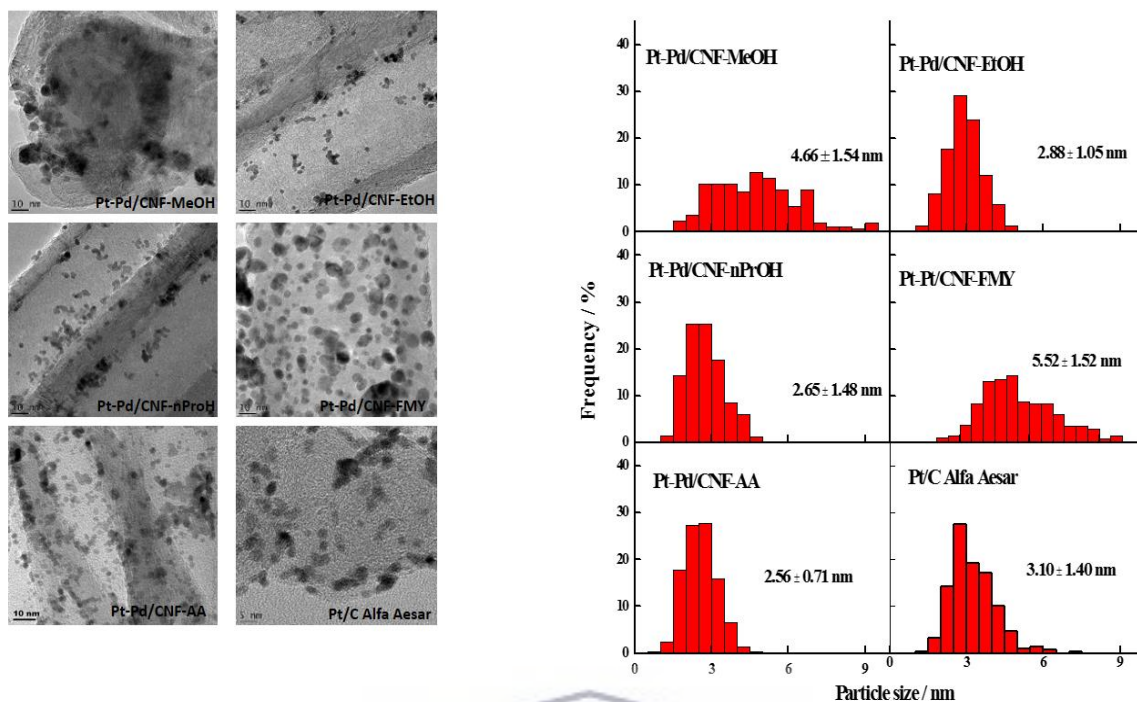 10 nm
Pt-Pd/CNF-MeOH
10 nm
Pt-Pd/CNF-EtOH
10 nm
Pt-Pd/CNF-nProH
10 nm
Pt-Pd/CNF-FMY
10 nm
Pt-Pd/CNF-AA
5 nm
Pt/C Alfa Aesar
Frequency / %
40
30
20
10
0
Pt-Pd/CNF-MeOH
4.66 ± 1.54 nm
Pt-Pd/CNF-EtOH
2.88 ± 1.05 nm
40
30
20
10
0
Pt-Pd/CNF-nPrOH
2.65 ± 1.48 nm
Pt-Pt/CNF-FMY
5.52 ± 1.52 nm
40
30
20
10
0
Pt-Pd/CNF-AA
2.56 ± 0.71 nm
Pt/C Alfa Aesar
3.10 ± 1.40 nm
0 3 6 9 3 6 9
Particle size / nm